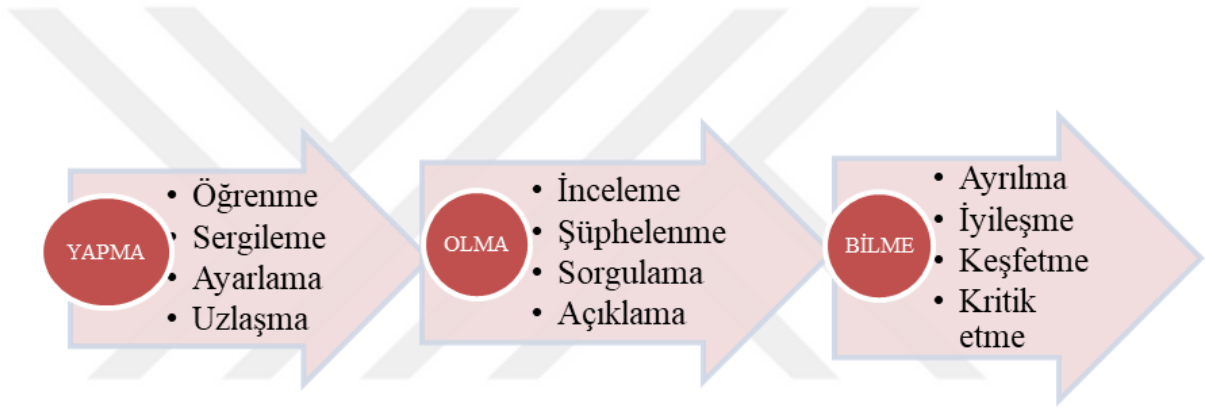 YAPMA
• Öğrenme
• Sergileme
• Ayarlama
• Uzlaşma
OLMA
• İnceleme
• Şüphelenme
• Sorgulama
• Açıklama
BİLME
• Ayrılma
• İyileşme
• Keşfetme
• Kritik
etme